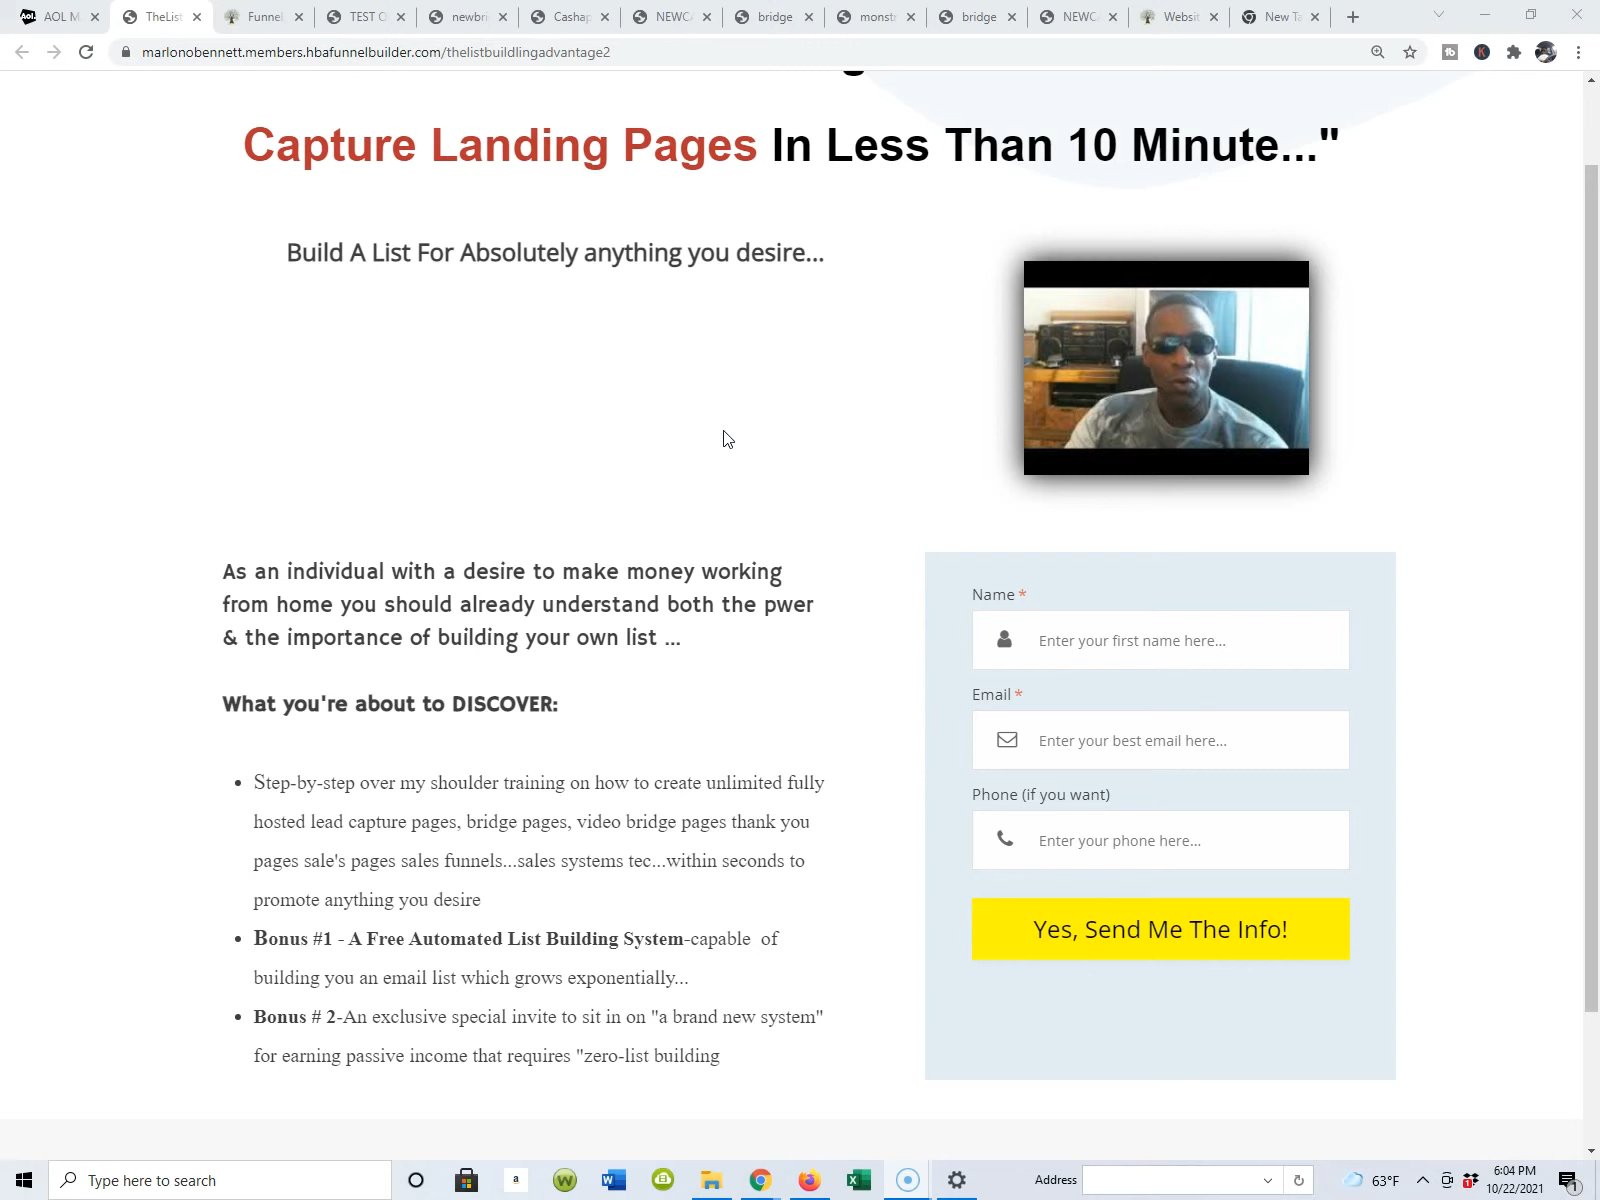 Aol. AOL M
TheList
Funnel
TEST O
newbri
Cashap
NEWCA
bridge
monstr
bridge
NEWCA
Websit
New Ta
marlonobennett.members.hbafunnelbuilder.com/thelistbuildlingadvantage2
Capture Landing Pages In Less Than 10 Minute..."
Build A List For Absolutely anything you desire...
As an individual with a desire to make money working
from home you should already understand both the pwer
& the importance of building your own list ...
What you're about to DISCOVER:
• Step-by-step over my shoulder training on how to create unlimited fully
hosted lead capture pages, bridge pages, video bridge pages thank you
pages sale's pages sales funnels...sales systems tec...within seconds to
promote anything you desire
• Bonus #1 - A Free Automated List Building System-capable of
building you an email list which grows exponentially...
• Bonus # 2-An exclusive special invite to sit in on "a brand new system"
for earning passive income that requires "zero-list building
Name *
Enter your first name here...
Email *
Enter your best email here...
Phone (if you want)
Enter your phone here...
Yes, Send Me The Info!
Type here to search
Address
63°F
6:04 PM
10/22/2021
1